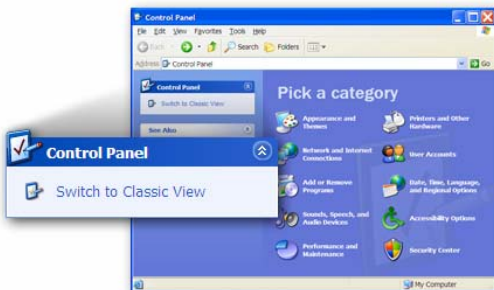 Control Panel
File Edit View Favorites Tools Help
Back Search Folders
Address Control Panel Go
Control Panel
Switch to Classic View
See Also
Pick a category
Appearance and Themes
Printers and Other Hardware
Network and Internet Connections
User Accounts
Add or Remove Programs
Date, Time, Language, and Regional Options
Sounds, Speech, and Audio Devices
Accessibility Options
Performance and Maintenance
Security Center
My Computer
Control Panel
Switch to Classic View